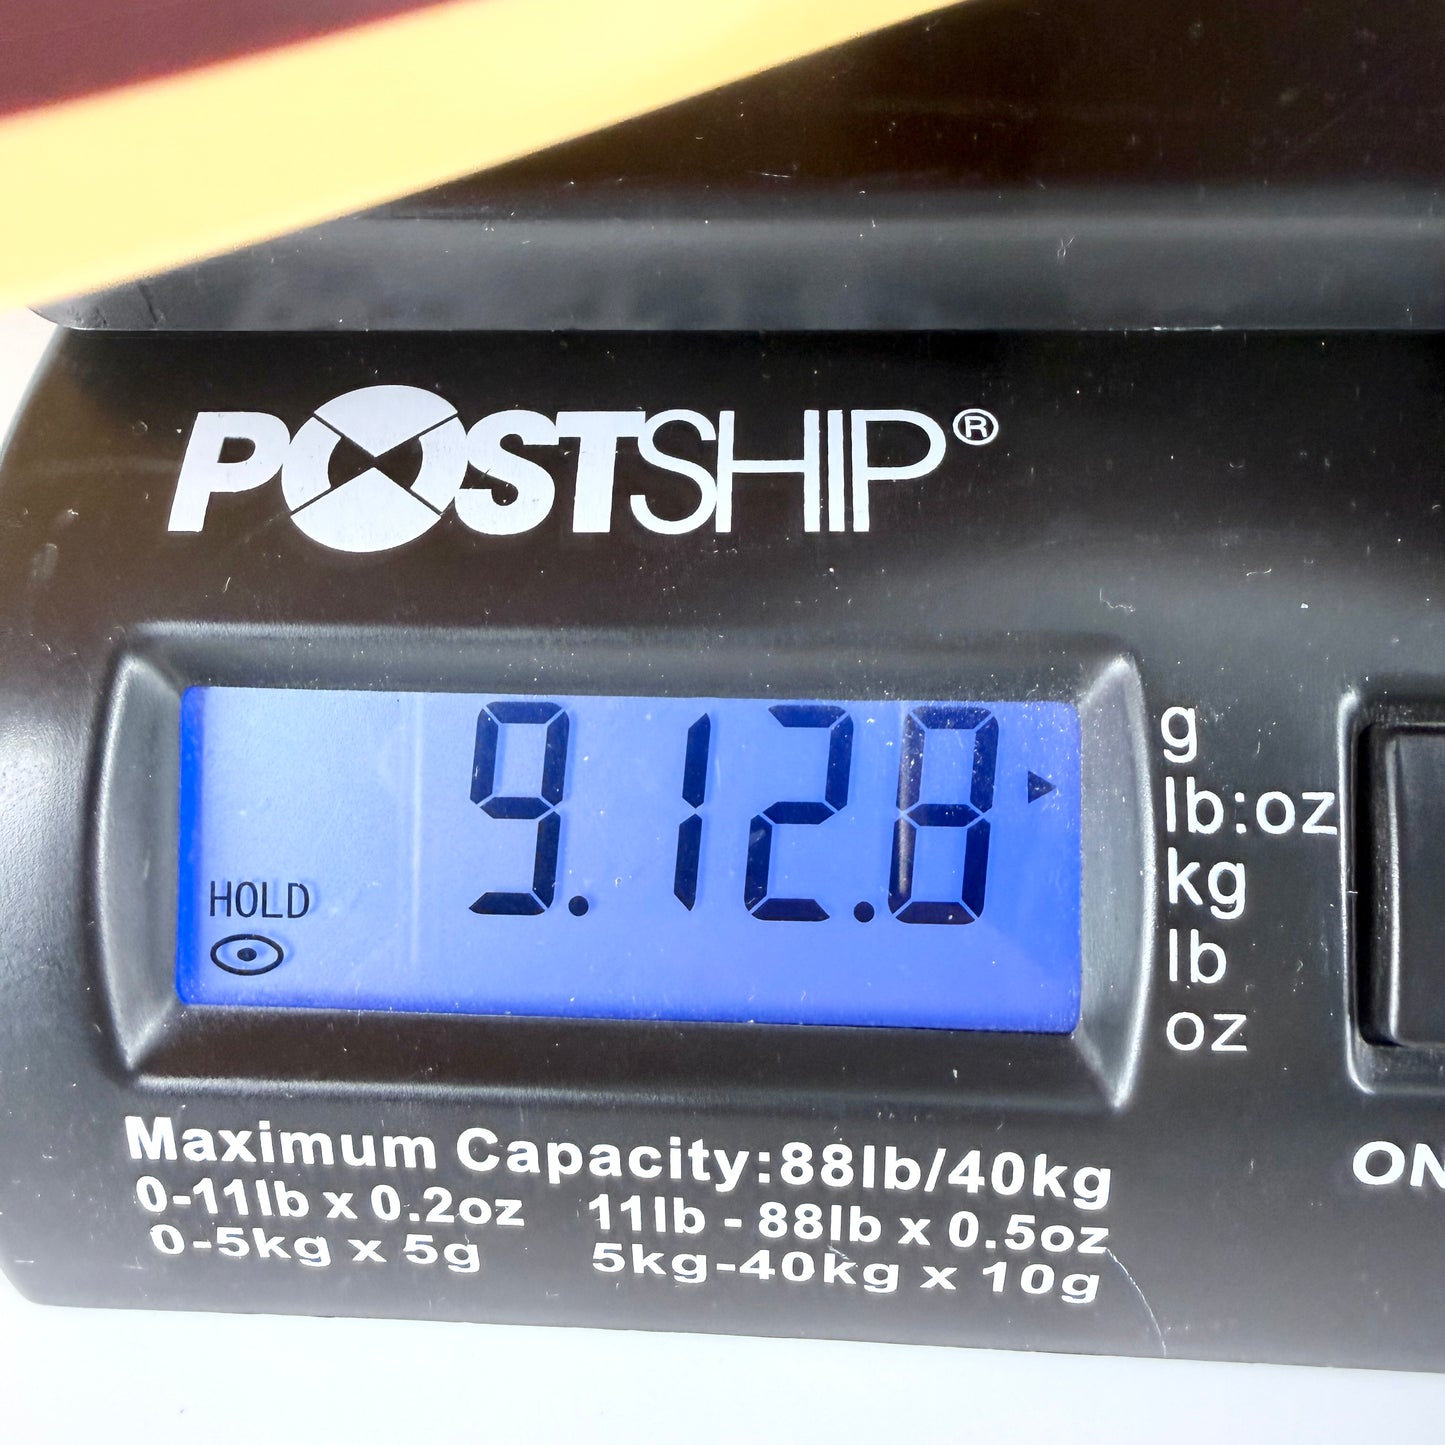 POSTSHIP®
9.12.8
HOLD
g
lb:oz
kg
lb
oz
Maximum Capacity:88lb/40kg
0-11lb x 0.2oz 11lb - 88lb x 0.5oz
0-5kg x 5g 5kg-40kg x 10g
ON